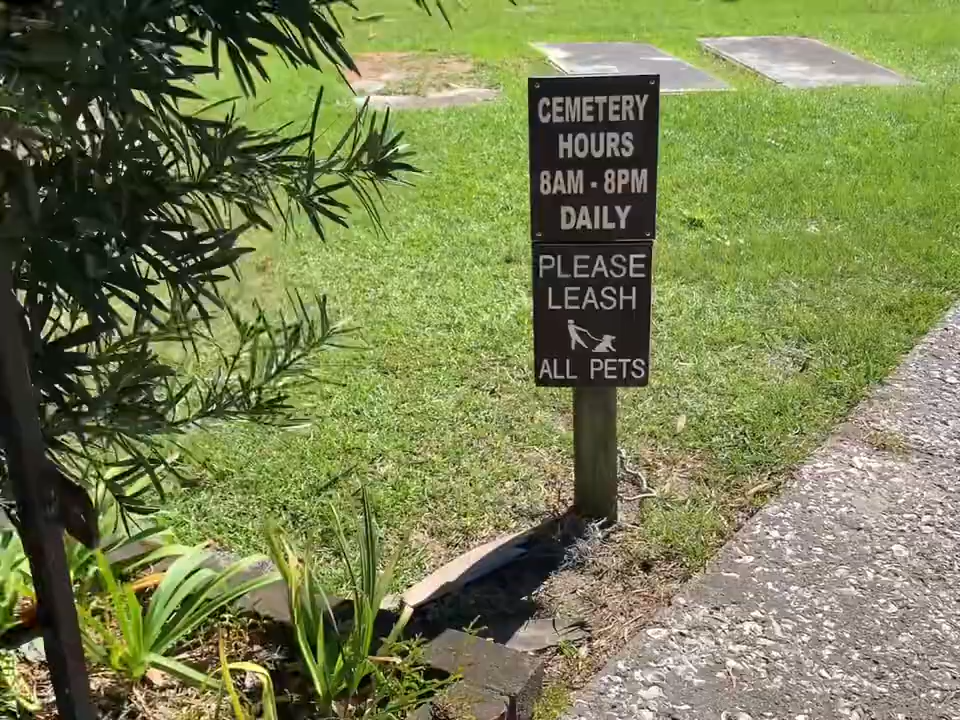 CEMETERY
HOURS
8AM - 8PM
DAILY
PLEASE
LEASH
ALL PETS